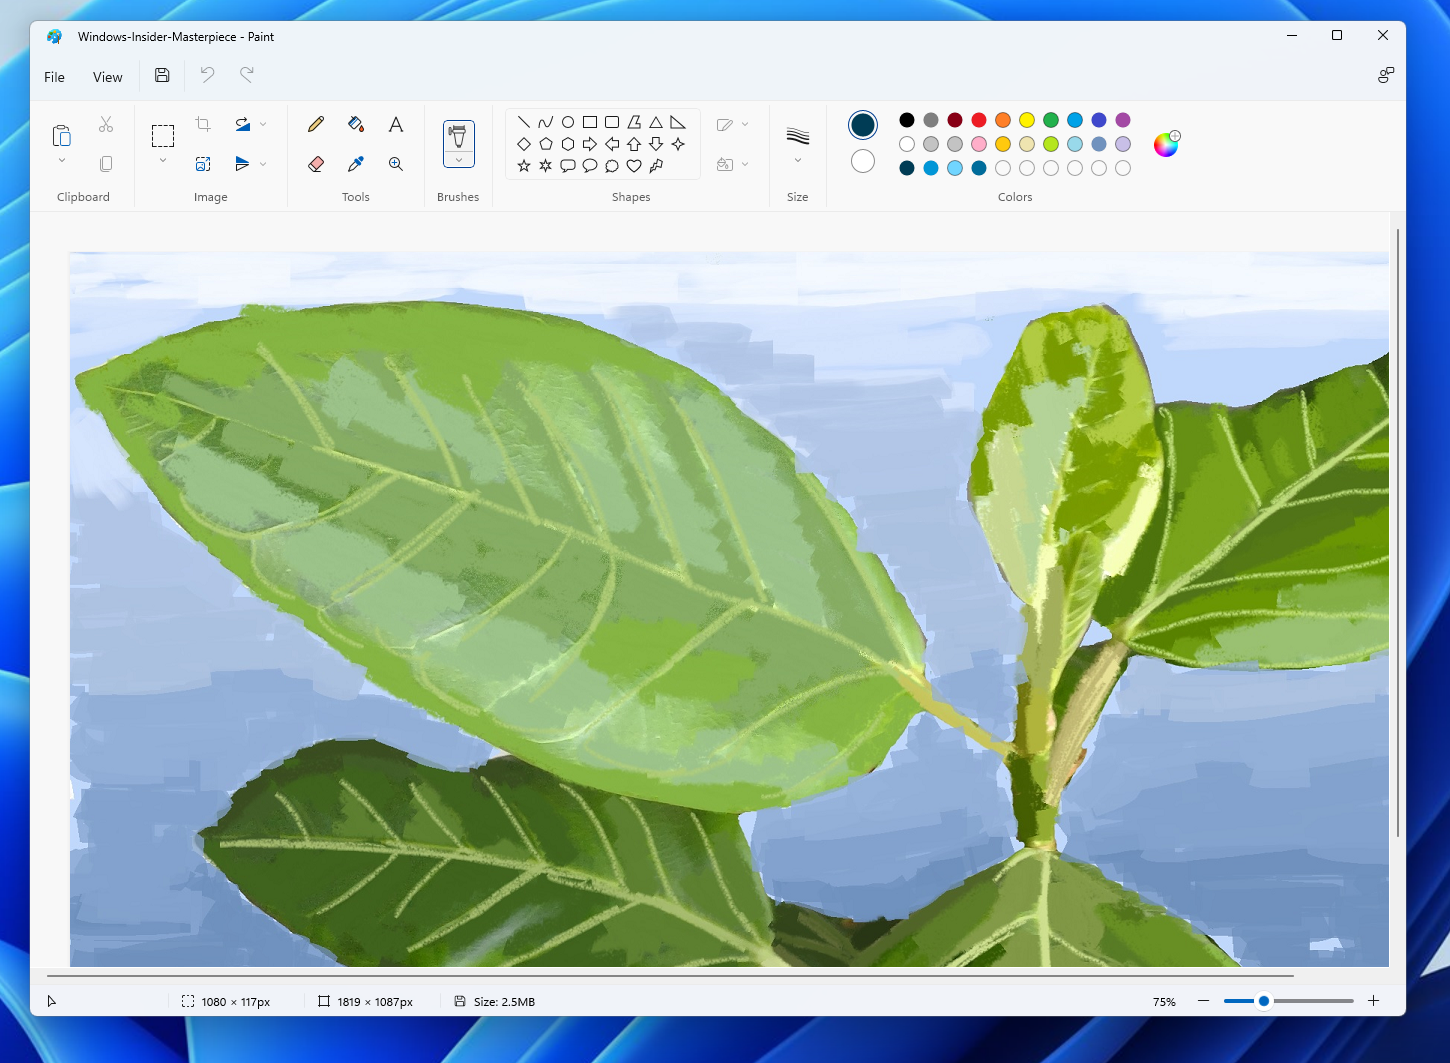 Windows-Insider-Masterpiece - Paint
File View
Clipboard Image Tools Brushes Shapes Size Colors
1080 × 117px 1819 × 1087px Size: 2.5MB 75%